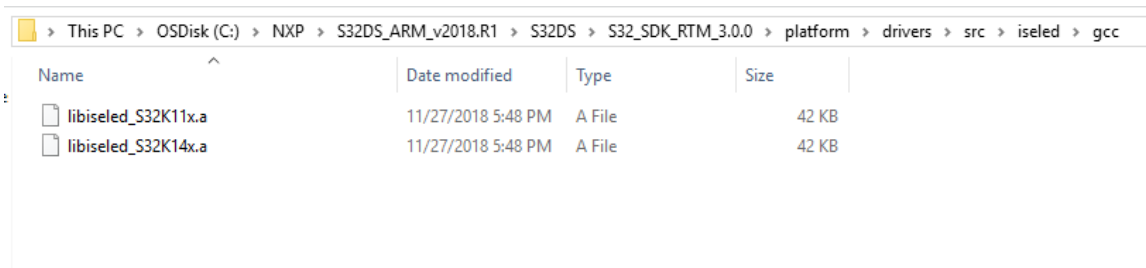 This PC > OSDisk (C:) > NXP > S32DS_ARM_v2018.R1 > S32DS > S32_SDK_RTM_3.0.0 > platform > drivers > src > iseled > gcc
Name Date modified Type Size
libiseled_S32K11x.a 11/27/2018 5:48 PM A File 42 KB
libiseled_S32K14x.a 11/27/2018 5:48 PM A File 42 KB